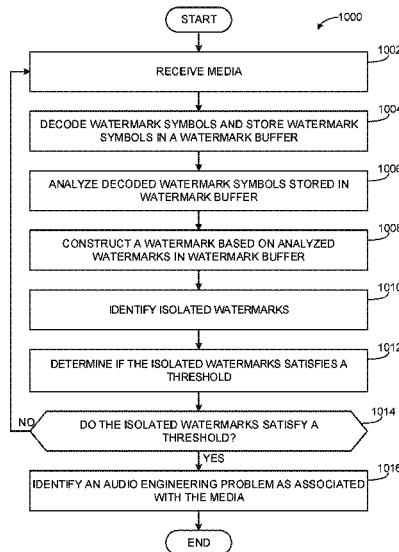 START
1000
1002
RECEIVE MEDIA
1004
DECODE WATERMARK SYMBOLS AND STORE WATERMARK
SYMBOLS IN A WATERMARK BUFFER
1006
ANALYZE DECODED WATERMARK SYMBOLS STORED IN
WATERMARK BUFFER
1008
CONSTRUCT A WATERMARK BASED ON ANALYZED
WATERMARKS IN WATERMARK BUFFER
1010
IDENTIFY ISOLATED WATERMARKS
1012
DETERMINE IF THE ISOLATED WATERMARKS SATISFIES A
THRESHOLD
1014
NO
DO THE ISOLATED WATERMARKS SATISFY A
THRESHOLD?
YES
1016
IDENTIFY AN AUDIO ENGINEERING PROBLEM AS ASSOCIATED
WITH THE MEDIA
END